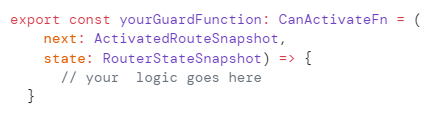 export const yourGuardFunction: CanActivateFn = (
    next: ActivatedRouteSnapshot,
    state: RouterStateSnapshot) => {
      // your  logic goes here
  }